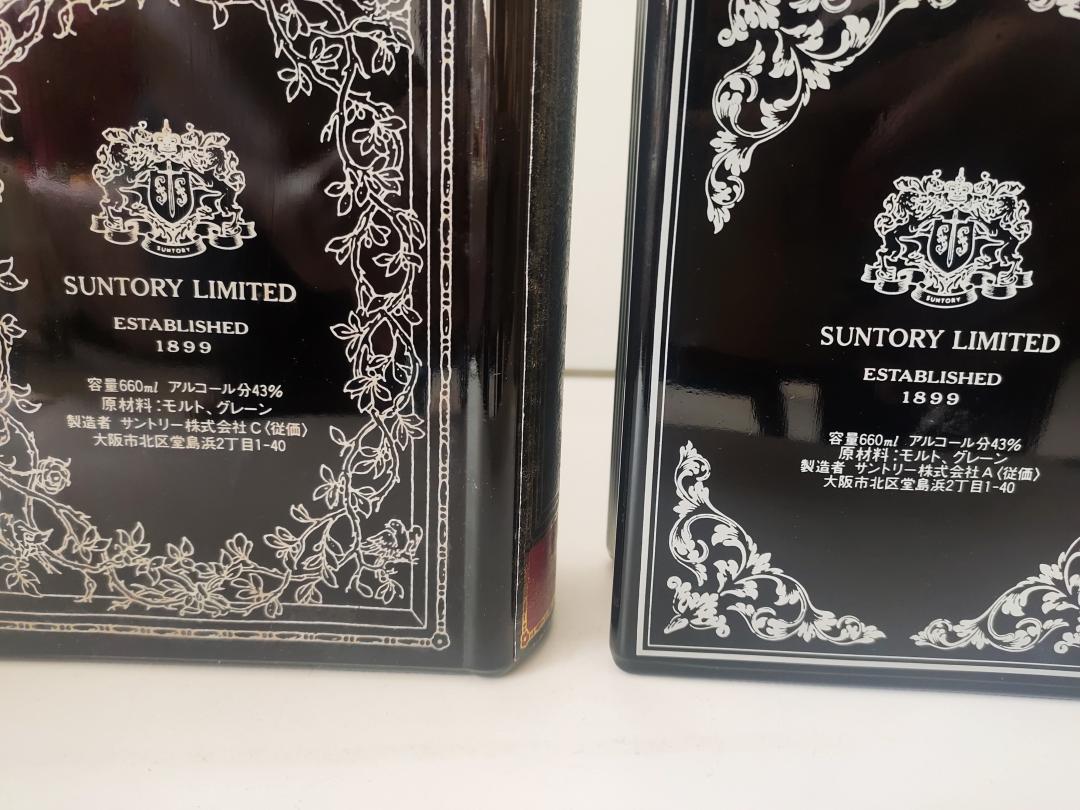 SUNTORY
SUNTORY LIMITED
ESTABLISHED
1899
容量660ml アルコール分43%
原材料:モルト、グレーン
製造者 サントリー株式会社C〈従価〉
大阪市北区堂島浜2丁目1-40
SUNTORY
SUNTORY LIMITED
ESTABLISHED
1899
容量660ml アルコール分43%
原材料:モルト、グレーン
製造者 サントリー株式会社A〈従価〉
大阪市北区堂島浜2丁目1-40